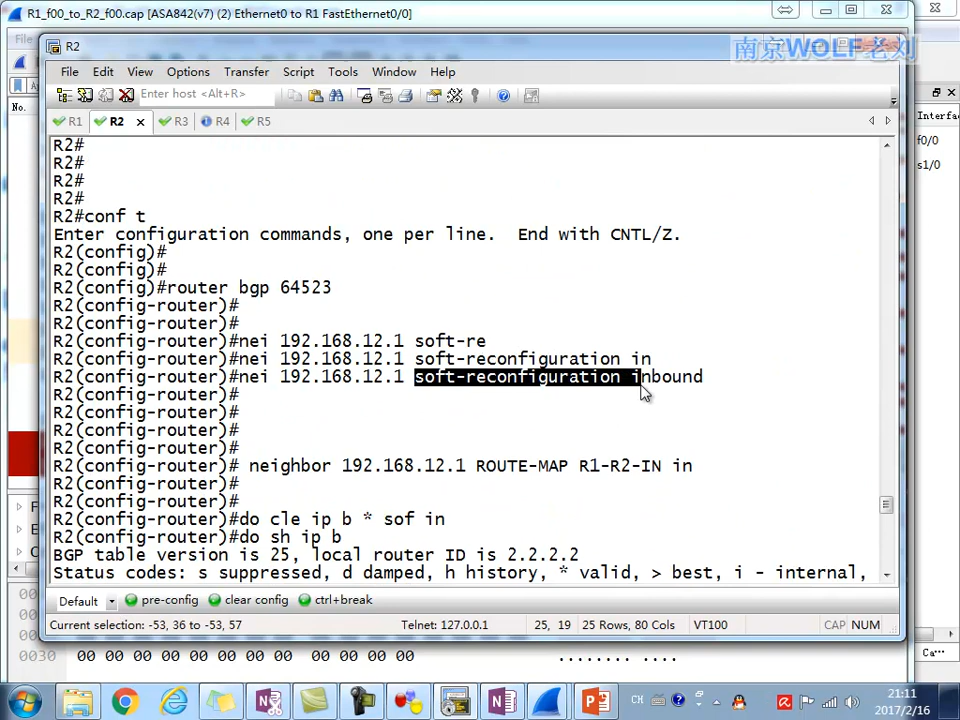 R1_f00_to_R2_f00.cap [ASA842(v7) (2) Ethernet0 to R1 FastEthernet0/0]
R2
南京WOLF老刘
File Edit View Options Transfer Script Tools Window Help
Enter host <Alt+R>
No.
R1 R2 R3 R4 R5
Interfa
f0/0
s1/0
R2#
R2#
R2#
R2#
R2#conf t
Enter configuration commands, one per line.  End with CNTL/Z.
R2(config)#
R2(config)#
R2(config)#router bgp 64523
R2(config-router)#
R2(config-router)#
R2(config-router)#nei 192.168.12.1 soft-re
R2(config-router)#nei 192.168.12.1 soft-reconfiguration in
R2(config-router)#nei 192.168.12.1 soft-reconfiguration inbound
R2(config-router)#
R2(config-router)#
R2(config-router)#
R2(config-router)#
R2(config-router)# neighbor 192.168.12.1 ROUTE-MAP R1-R2-IN in
R2(config-router)#
R2(config-router)#
R2(config-router)#do cle ip b * sof in
R2(config-router)#do sh ip b
BGP table version is 25, local router ID is 2.2.2.2
Status codes: s suppressed, d damped, h history, * valid, > best, i - internal,
Default pre-config clear config ctrl+break
Current selection: -53, 36 to -53, 57 Telnet: 127.0.0.1 25, 19 25 Rows, 80 Cols VT100 CAP NUM
0030 00 00 00 00 00 00 00 00 00 00 ........ ....
CH
21:11
2017/2/16